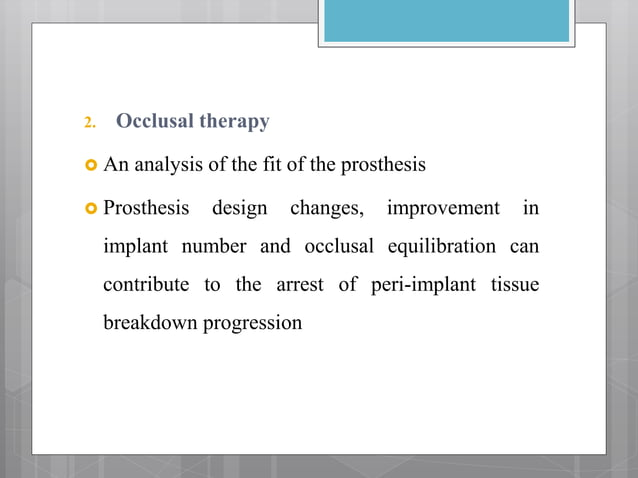 2. Occlusal therapy
An analysis of the fit of the prosthesis
Prosthesis design changes, improvement in
implant number and occlusal equilibration can
contribute to the arrest of peri-implant tissue
breakdown progression